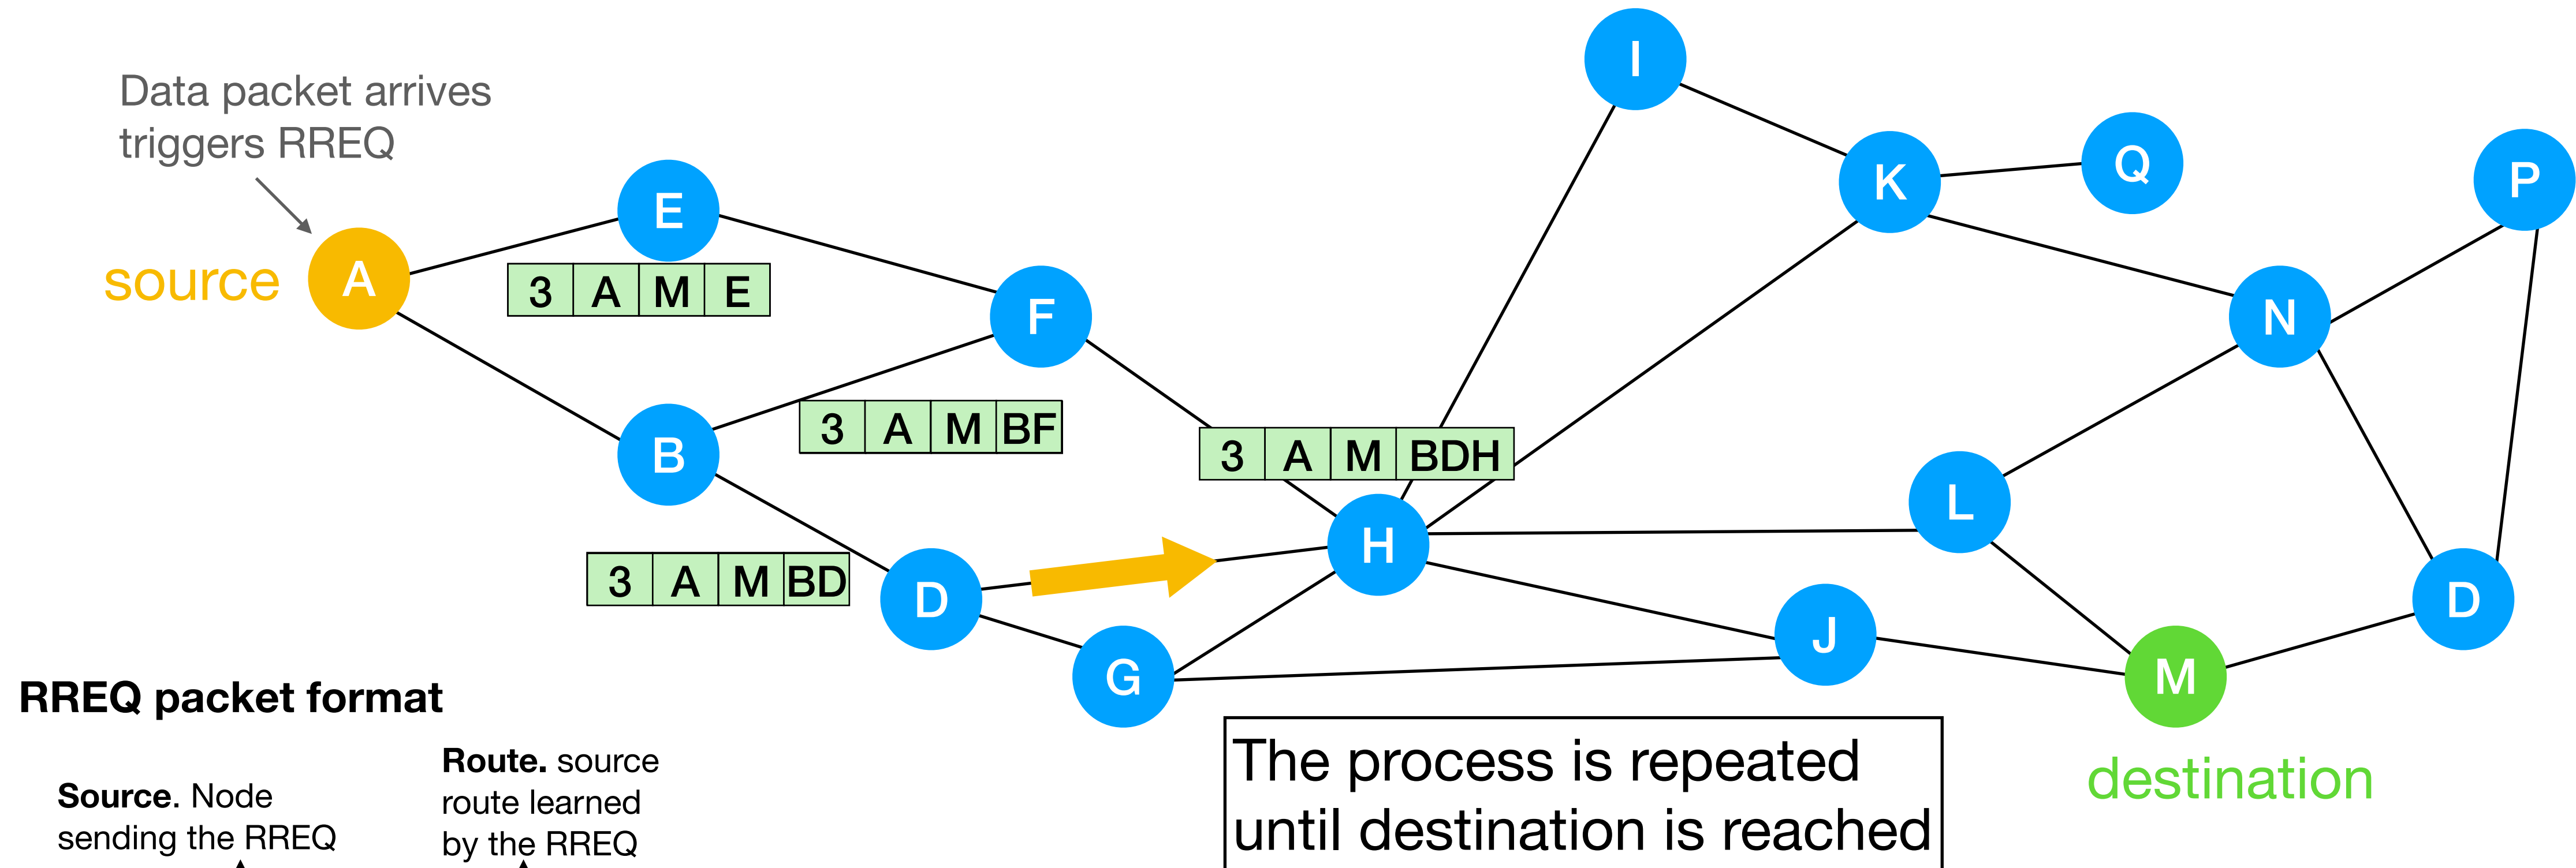 Data packet arrives
triggers RREQ
source
A
E
3 A M E
F
B
3 A M BF
3 A M BD
D
3 A M BDH
H
G
I
K
Q
P
N
L
J
D
M
destination
RREQ packet format
Source. Node
sending the RREQ
Route. source
route learned
by the RREQ
The process is repeated
until destination is reached